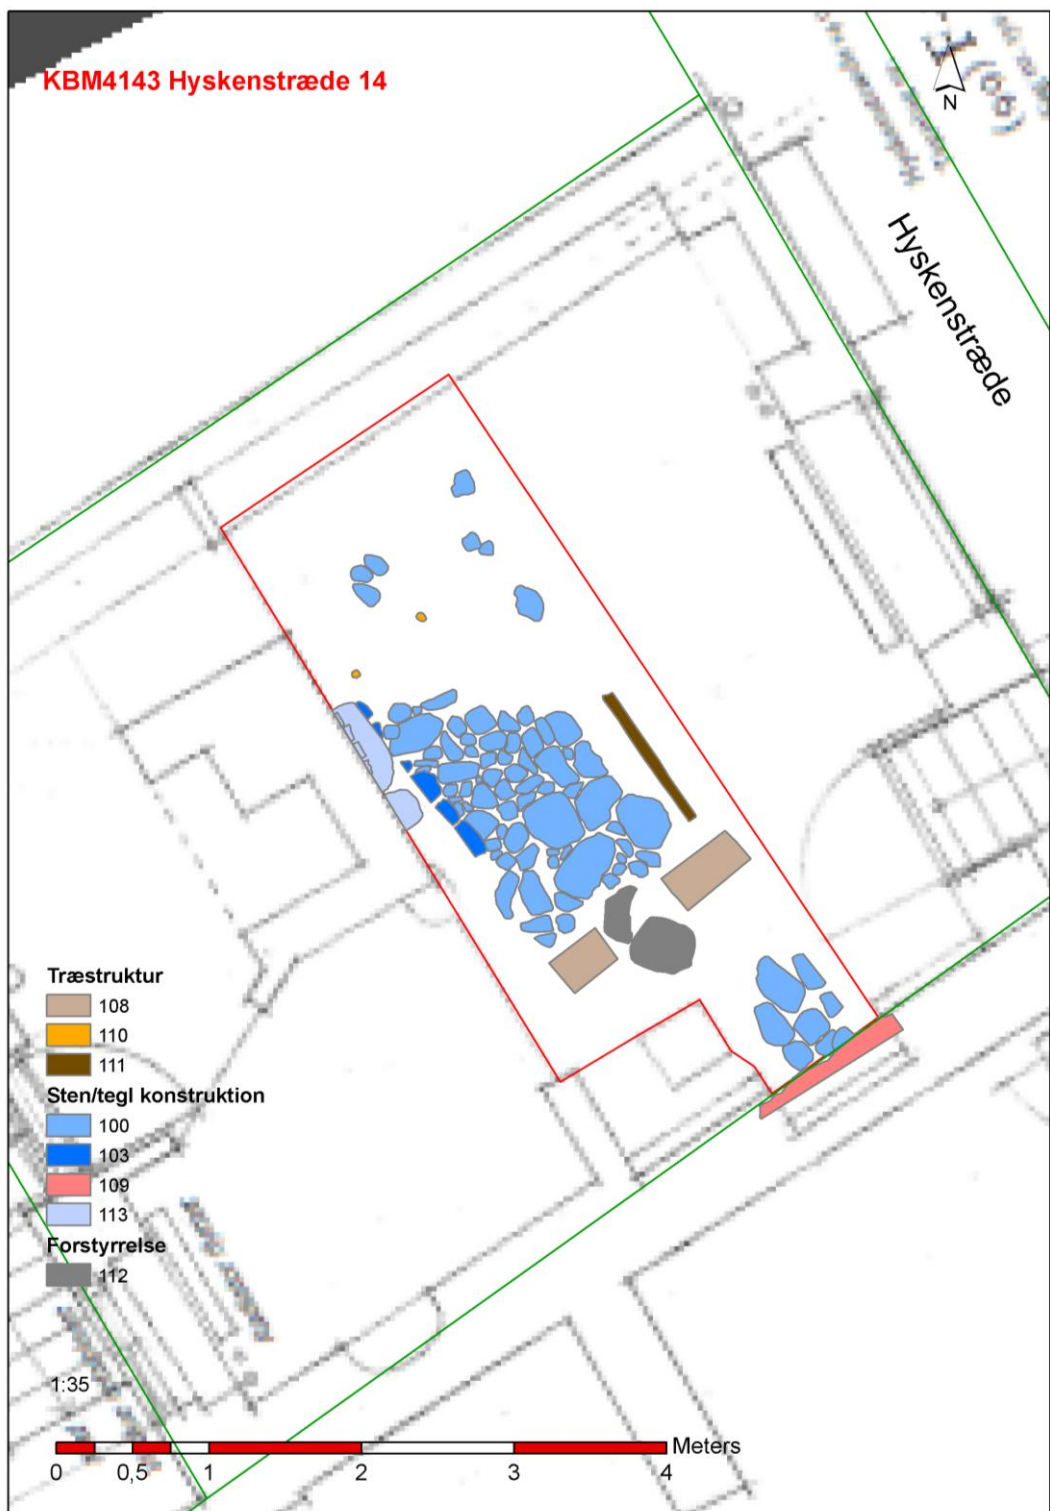 KBM4143 Hyskenstræde 14
N
Hyskenstræde
Træstruktur
108
110
111
Sten/tegl konstruktion
100
103
109
113
Forstyrrelse
112
1:35
Meters
0 0,5 1 2 3 4